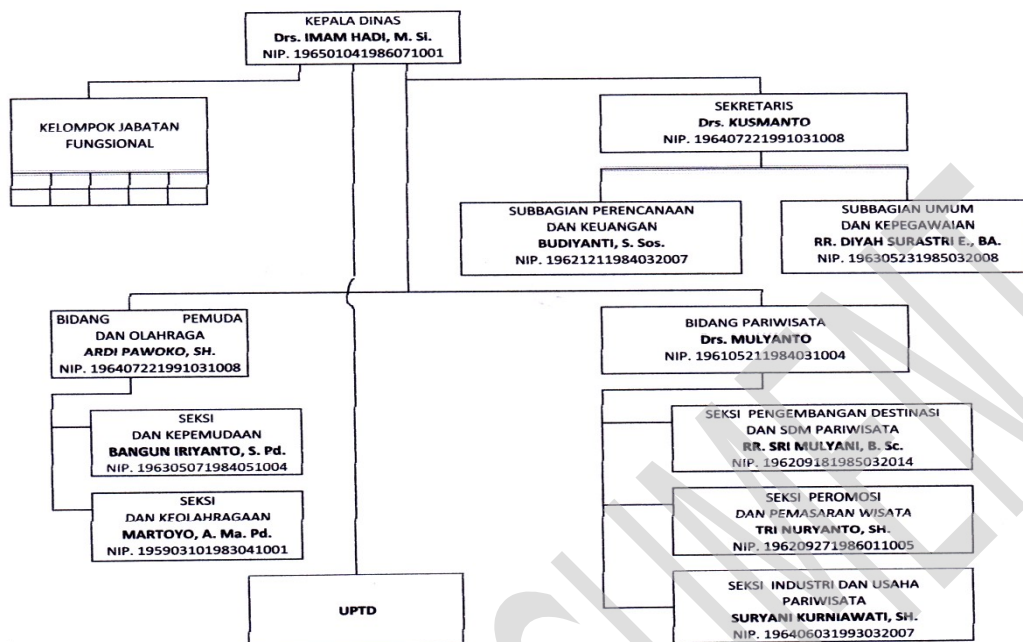 KEPALA DINAS
Drs. IMAM HADI, M. Si.
NIP. 196501041986071001
KELOMPOK JABATAN
FUNGSIONAL
SEKRETARIS
Drs. KUSMANTO
NIP. 196407221991031008
SUBBAGIAN PERENCANAAN
DAN KEUANGAN
BUDIYANTI, S. Sos.
NIP. 19621211984032007
SUBBAGIAN UMUM
DAN KEPEGAWAIAN
RR. DIYAH SURASTRI E., BA.
NIP. 196305231985032008
BIDANG PEMUDA
DAN OLAHRAGA
ARDI PAWOKO, SH.
NIP. 196407221991031008
BIDANG PARIWISATA
Drs. MULYANTO
NIP. 196105211984031004
SEKSI
DAN KEPEMUDAAN
BANGUN IRIYANTO, S. Pd.
NIP. 196305071984051004
SEKSI
DAN KEOLAHRAGAAN
MARTOYO, A. Ma. Pd.
NIP. 195903101983041001
SEKSI PENGEMBANGAN DESTINASI
DAN SDM PARIWISATA
RR. SRI MULYANI, B. Sc.
NIP. 196209181985032014
SEKSI PEROMOSI
DAN PEMASARAN WISATA
TRI NURYANTO, SH.
NIP. 196209271986011005
SEKSI INDUSTRI DAN USAHA
PARIWISATA
SURYANI KURNIAWATI, SH.
NIP. 196406031993032007
UPTD